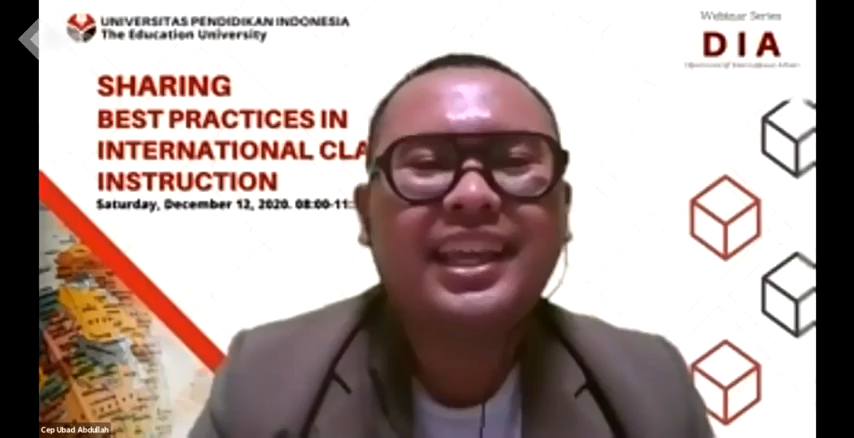 UNIVERSITAS PENDIDIKAN INDONESIA
The Education University
Webinar Series
DIA
SHARING
BEST PRACTICES IN
INTERNATIONAL CLA
INSTRUCTION
Saturday, December 12, 2020. 08:00-11:
Cep Ubad Abdullah